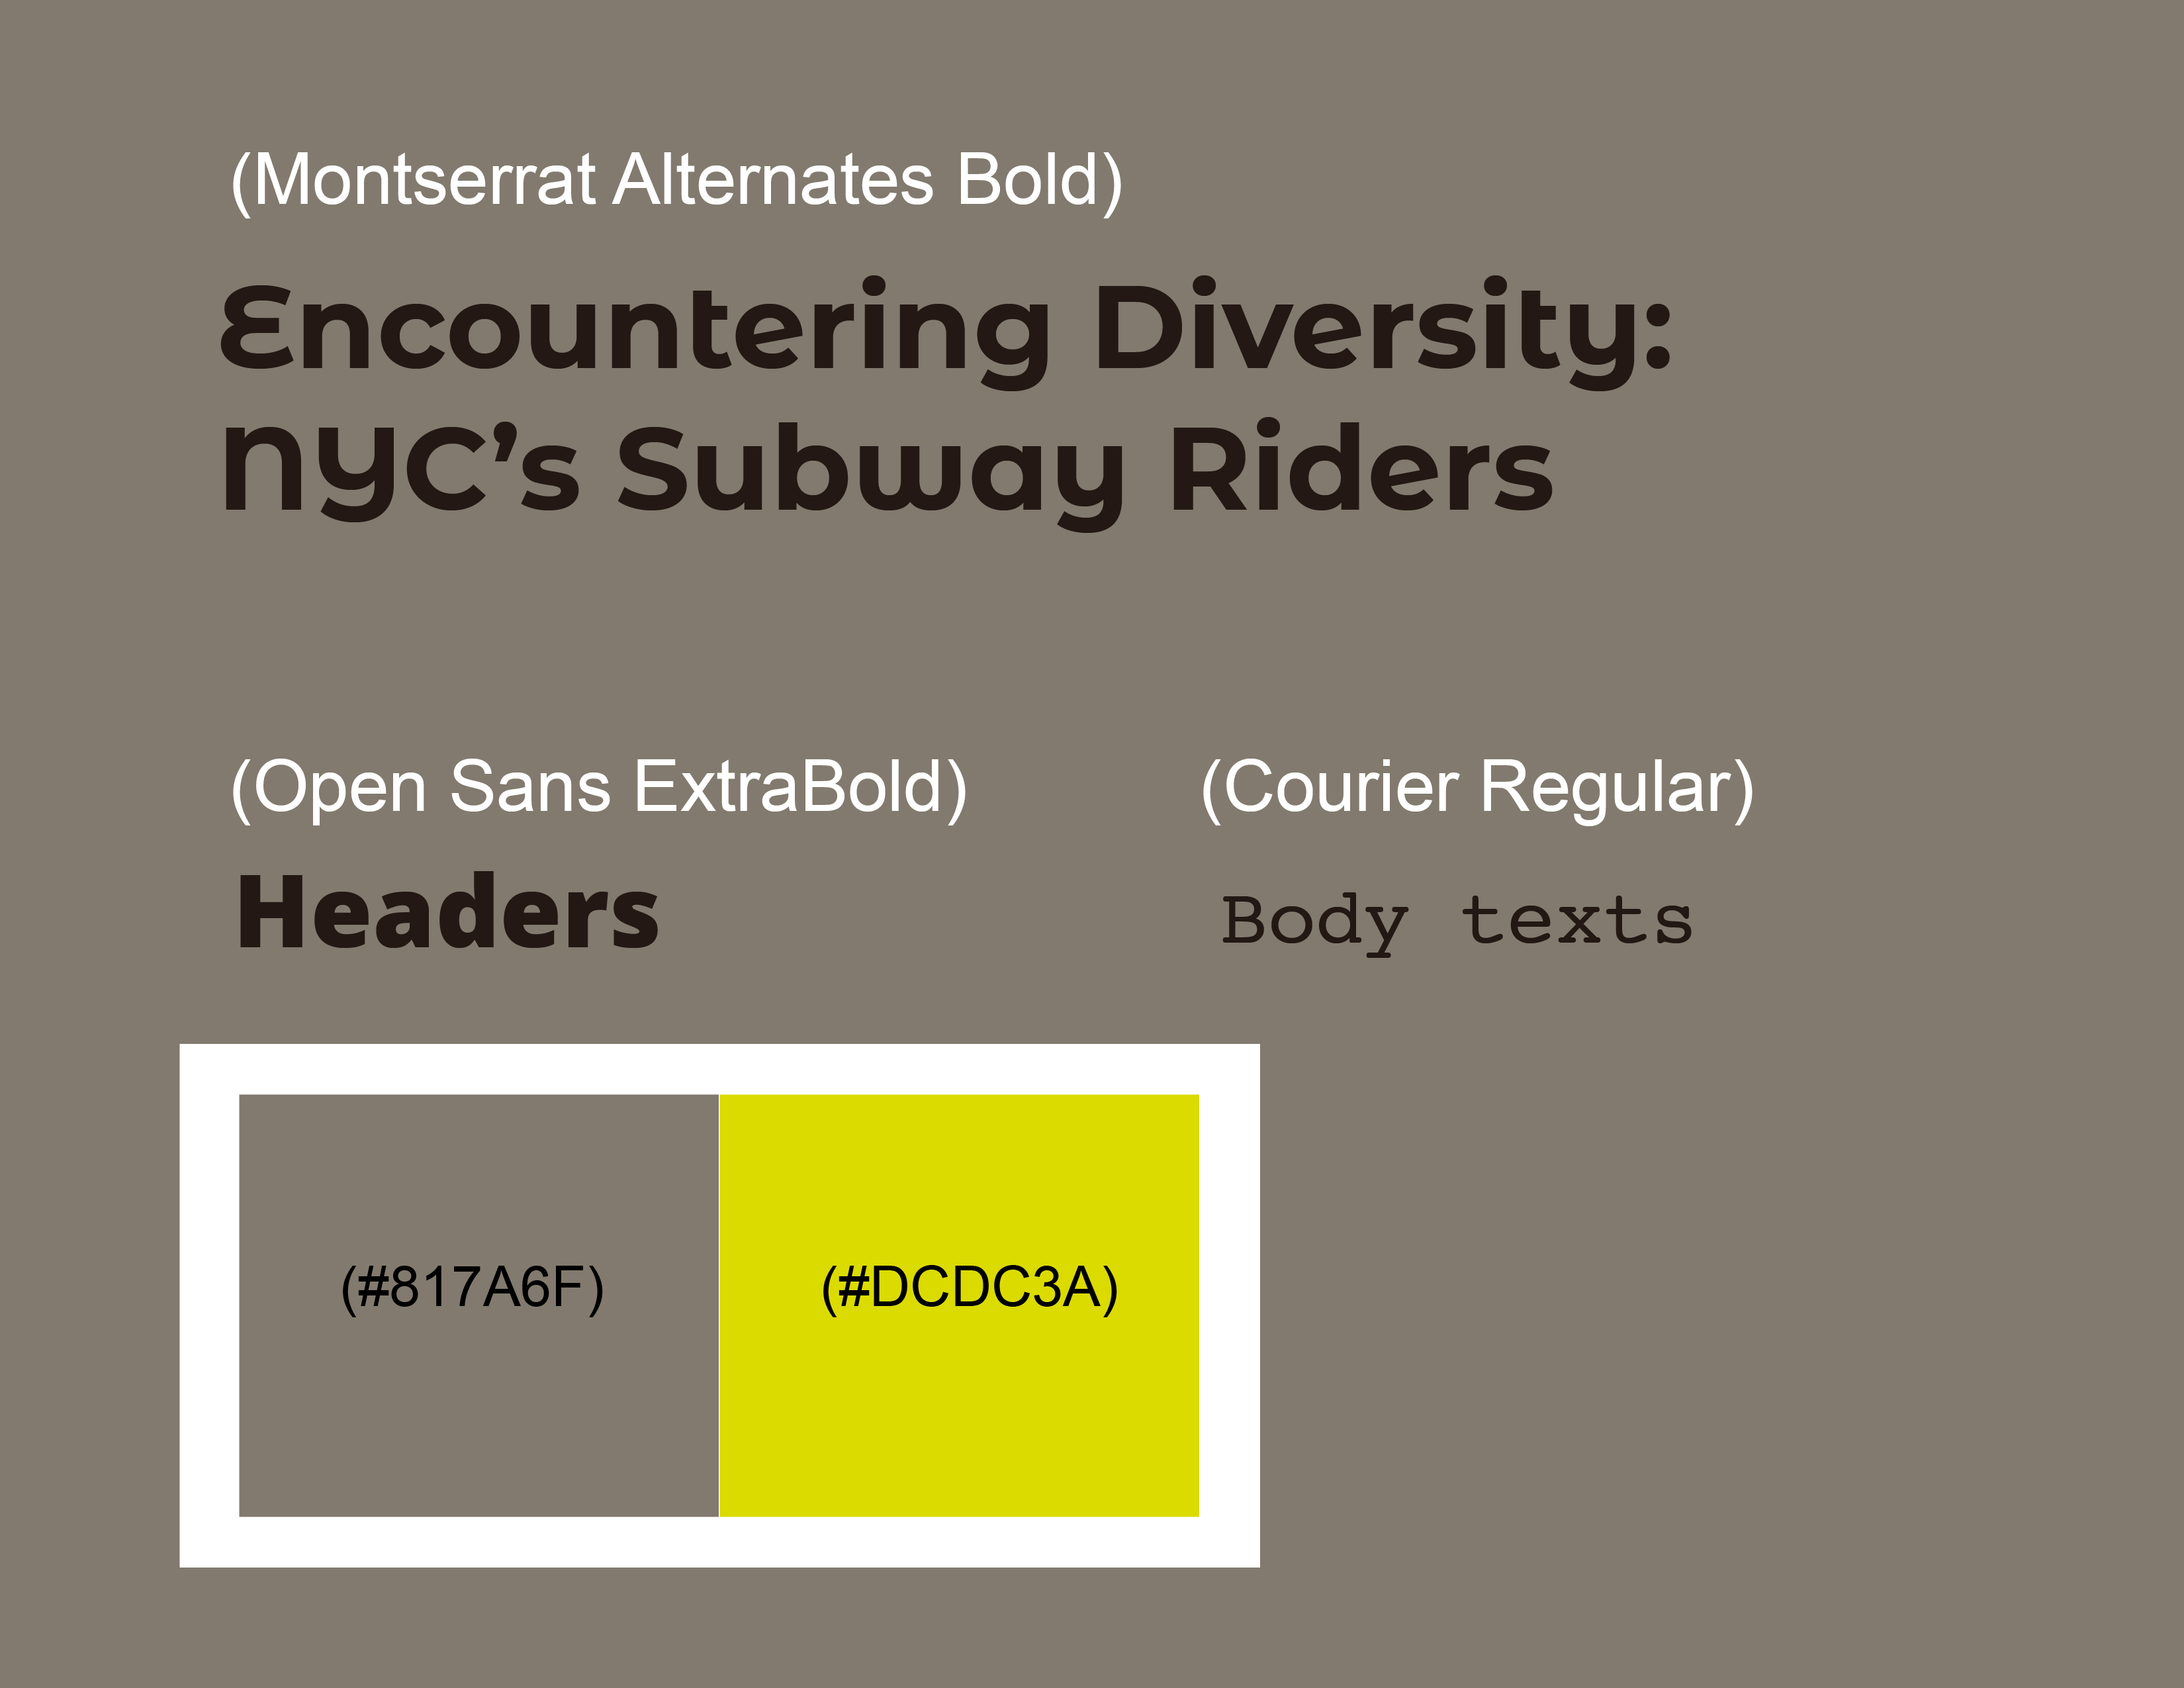 (Montserrat Alternates Bold)
Encountering Diversity:
NYC’s Subway Riders
(Open Sans ExtraBold)
Headers
(Courier Regular)
Body texts
(#817A6F)
(#DCDC3A)